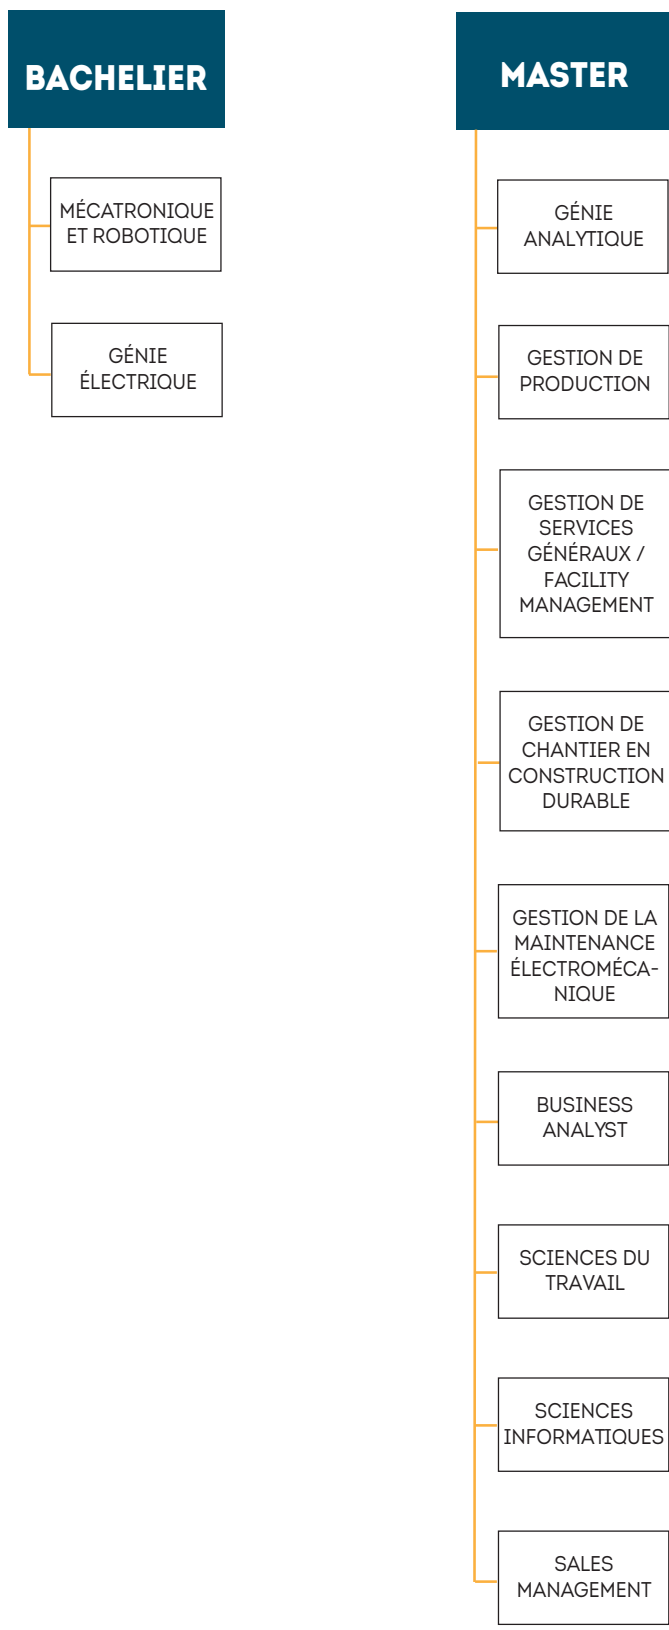 BACHELIER
MÉCATRONIQUE
ET ROBOTIQUE
GÉNIE
ÉLECTRIQUE
MASTER
GÉNIE
ANALYTIQUE
GESTION DE
PRODUCTION
GESTION DE
SERVICES
GÉNÉRAUX /
FACILITY
MANAGEMENT
GESTION DE
CHANTIER EN
CONSTRUCTION
DURABLE
GESTION DE LA
MAINTENANCE
ÉLECTROMÉCA-
NIQUE
BUSINESS
ANALYST
SCIENCES DU
TRAVAIL
SCIENCES
INFORMATIQUES
SALES
MANAGEMENT